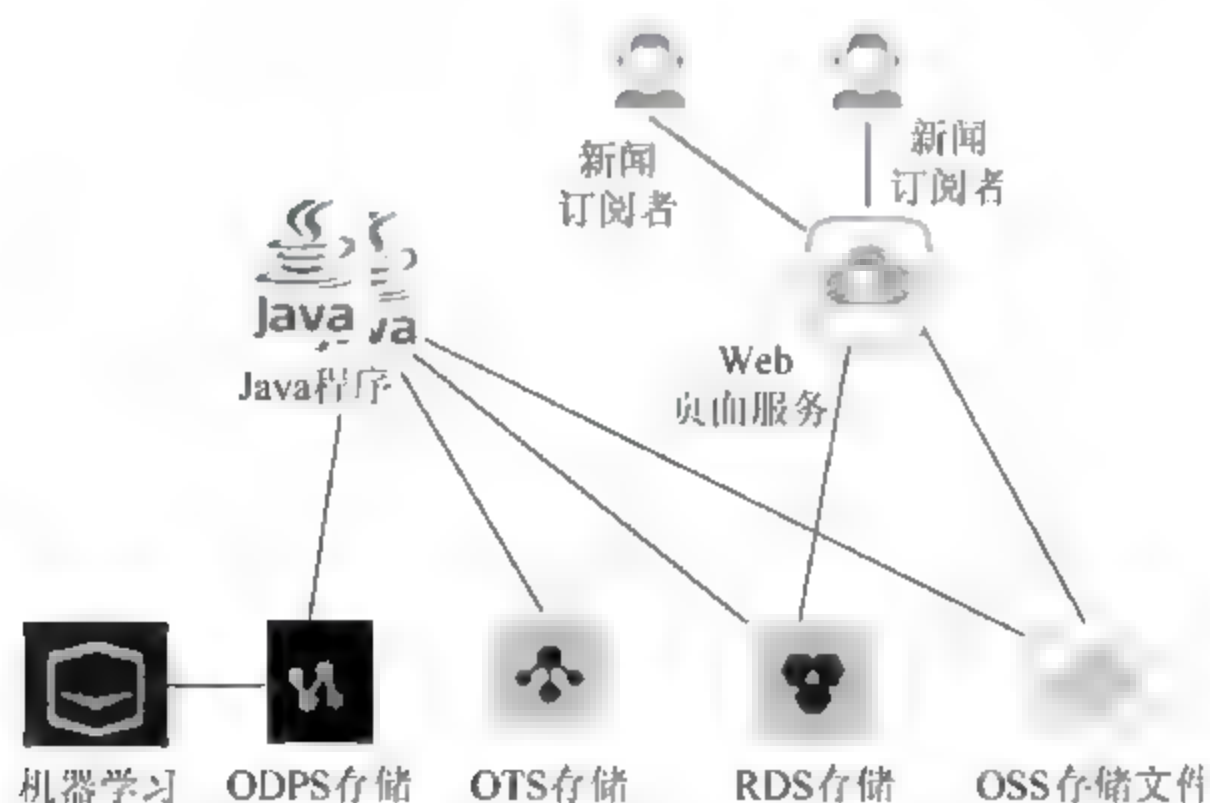 新闻
订阅者
新闻
订阅者
Java
va
Java程序
Web
页面服务
机器学习
ODPS存储
OTS存储
RDS存储
OSS存储文件